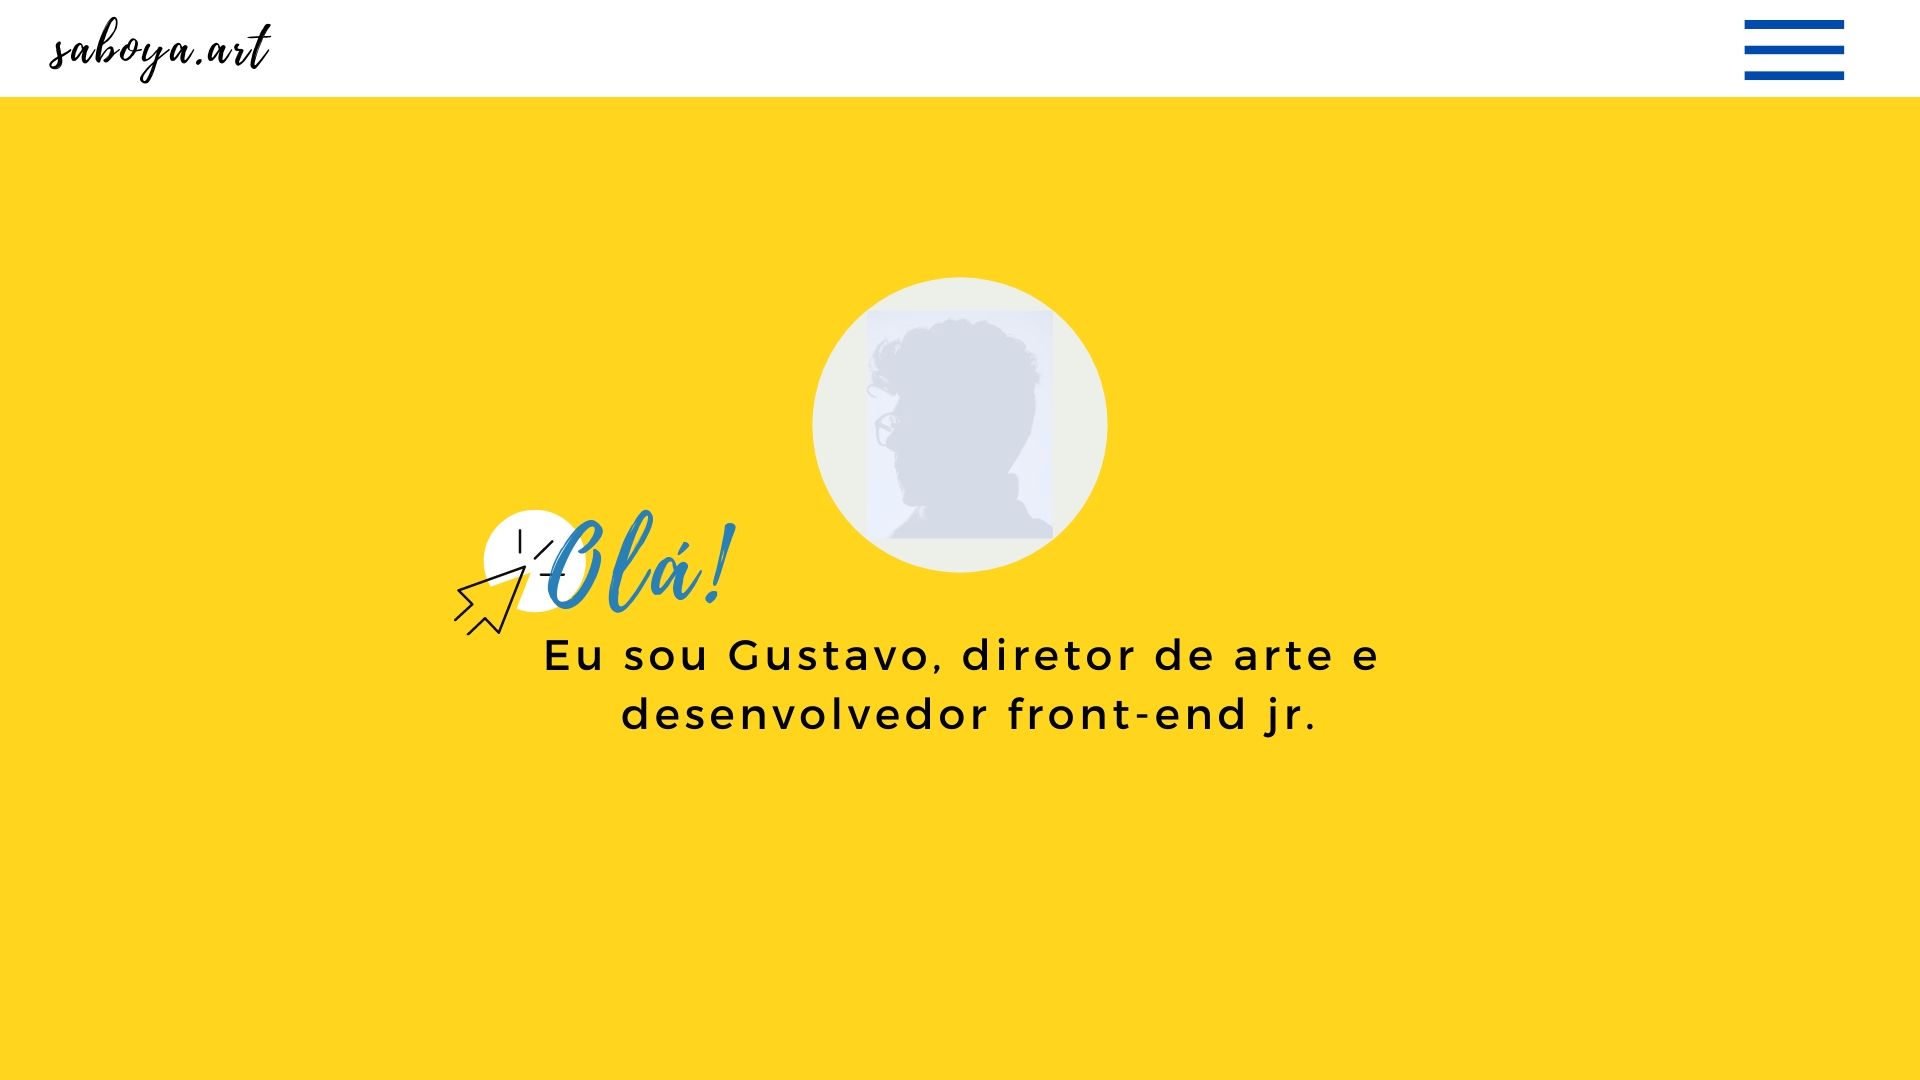 saboya.art
Olá!
Eu sou Gustavo, diretor de arte e
desenvolvedor front-end jr.